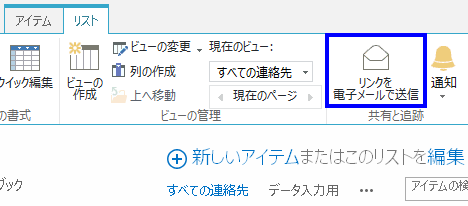 アイテム リスト
クイック編集
ビューの
作成
ビューの変更
列の作成
上へ移動
現在のビュー:
すべての連絡先
現在のページ
リンクを
電子メールで送信
通知
の書式 ビューの管理 共有と追跡
新しいアイテムまたはこのリストを編集
ブック
すべての連絡先 データ入力用 ...
アイテムの検